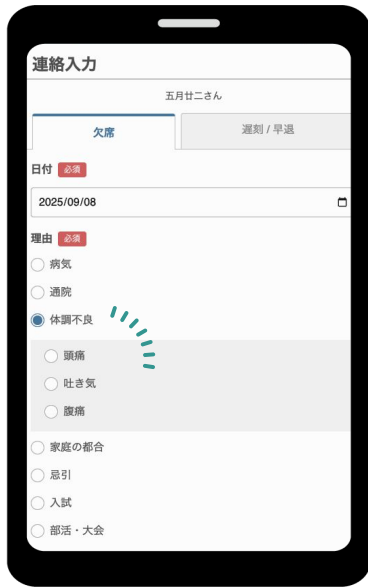 連絡入力
五月廿二さん
欠席
遅刻 / 早退
日付 必須
2025/09/08
理由 必須
病気
通院
体調不良
頭痛
吐き気
腹痛
家庭の都合
忌引
入試
部活・大会